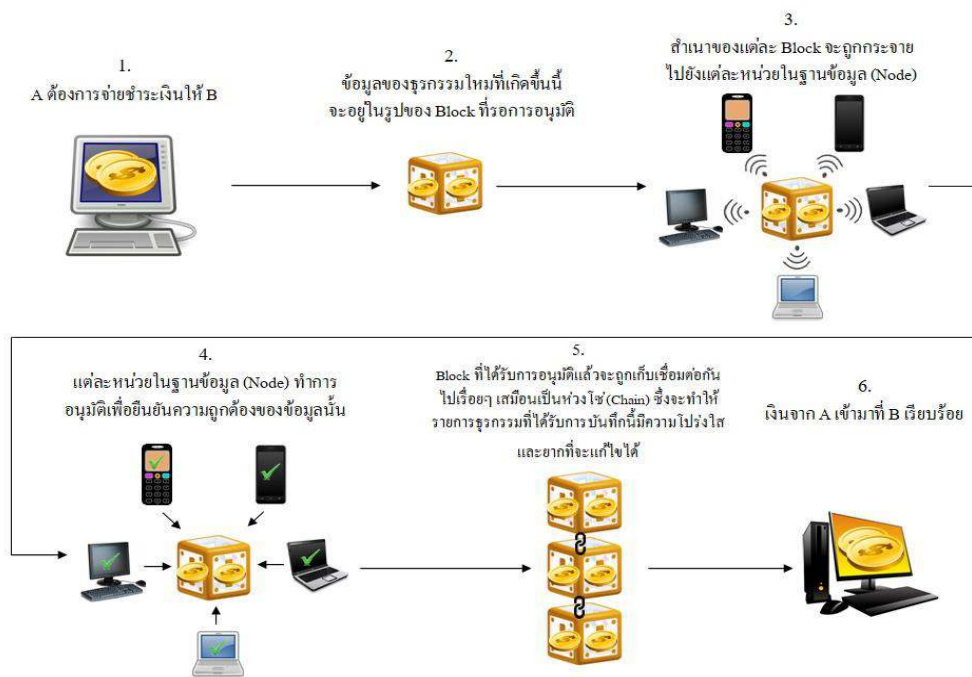 1.
A ต้องการจ่ายชำระเงินให้ B
2.
ข้อมูลของธุรกรรมใหม่ที่เกิดขึ้นนี้
จะอยู่ในรูปของ Block ที่รอการอนุมัติ
3.
สำเนาของแต่ละ Block จะถูกกระจาย
ไปยังแต่ละหน่วยในฐานข้อมูล (Node)
4.
แต่ละหน่วยในฐานข้อมูล (Node) ทำการ
อนุมัติเพื่อยืนยันความถูกต้องของข้อมูลนั้น
5.
Block ที่ได้รับการอนุมัติแล้วจะถูกเก็บเชื่อมต่อกัน
ไปเรื่อยๆ เสมือนเป็นห่วงโซ่ (Chain) ซึ่งจะทำให้
รายการธุรกรรมที่ได้รับการบันทึกนี้มีความโปร่งใส
และยากที่จะแก้ไขได้
6.
เงินจาก A เข้ามาที่ B เรียบร้อย